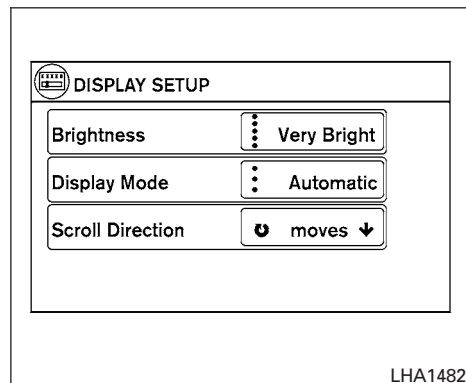 DISPLAY SETUP
Brightness Very Bright
Display Mode Automatic
Scroll Direction moves
LHA1482